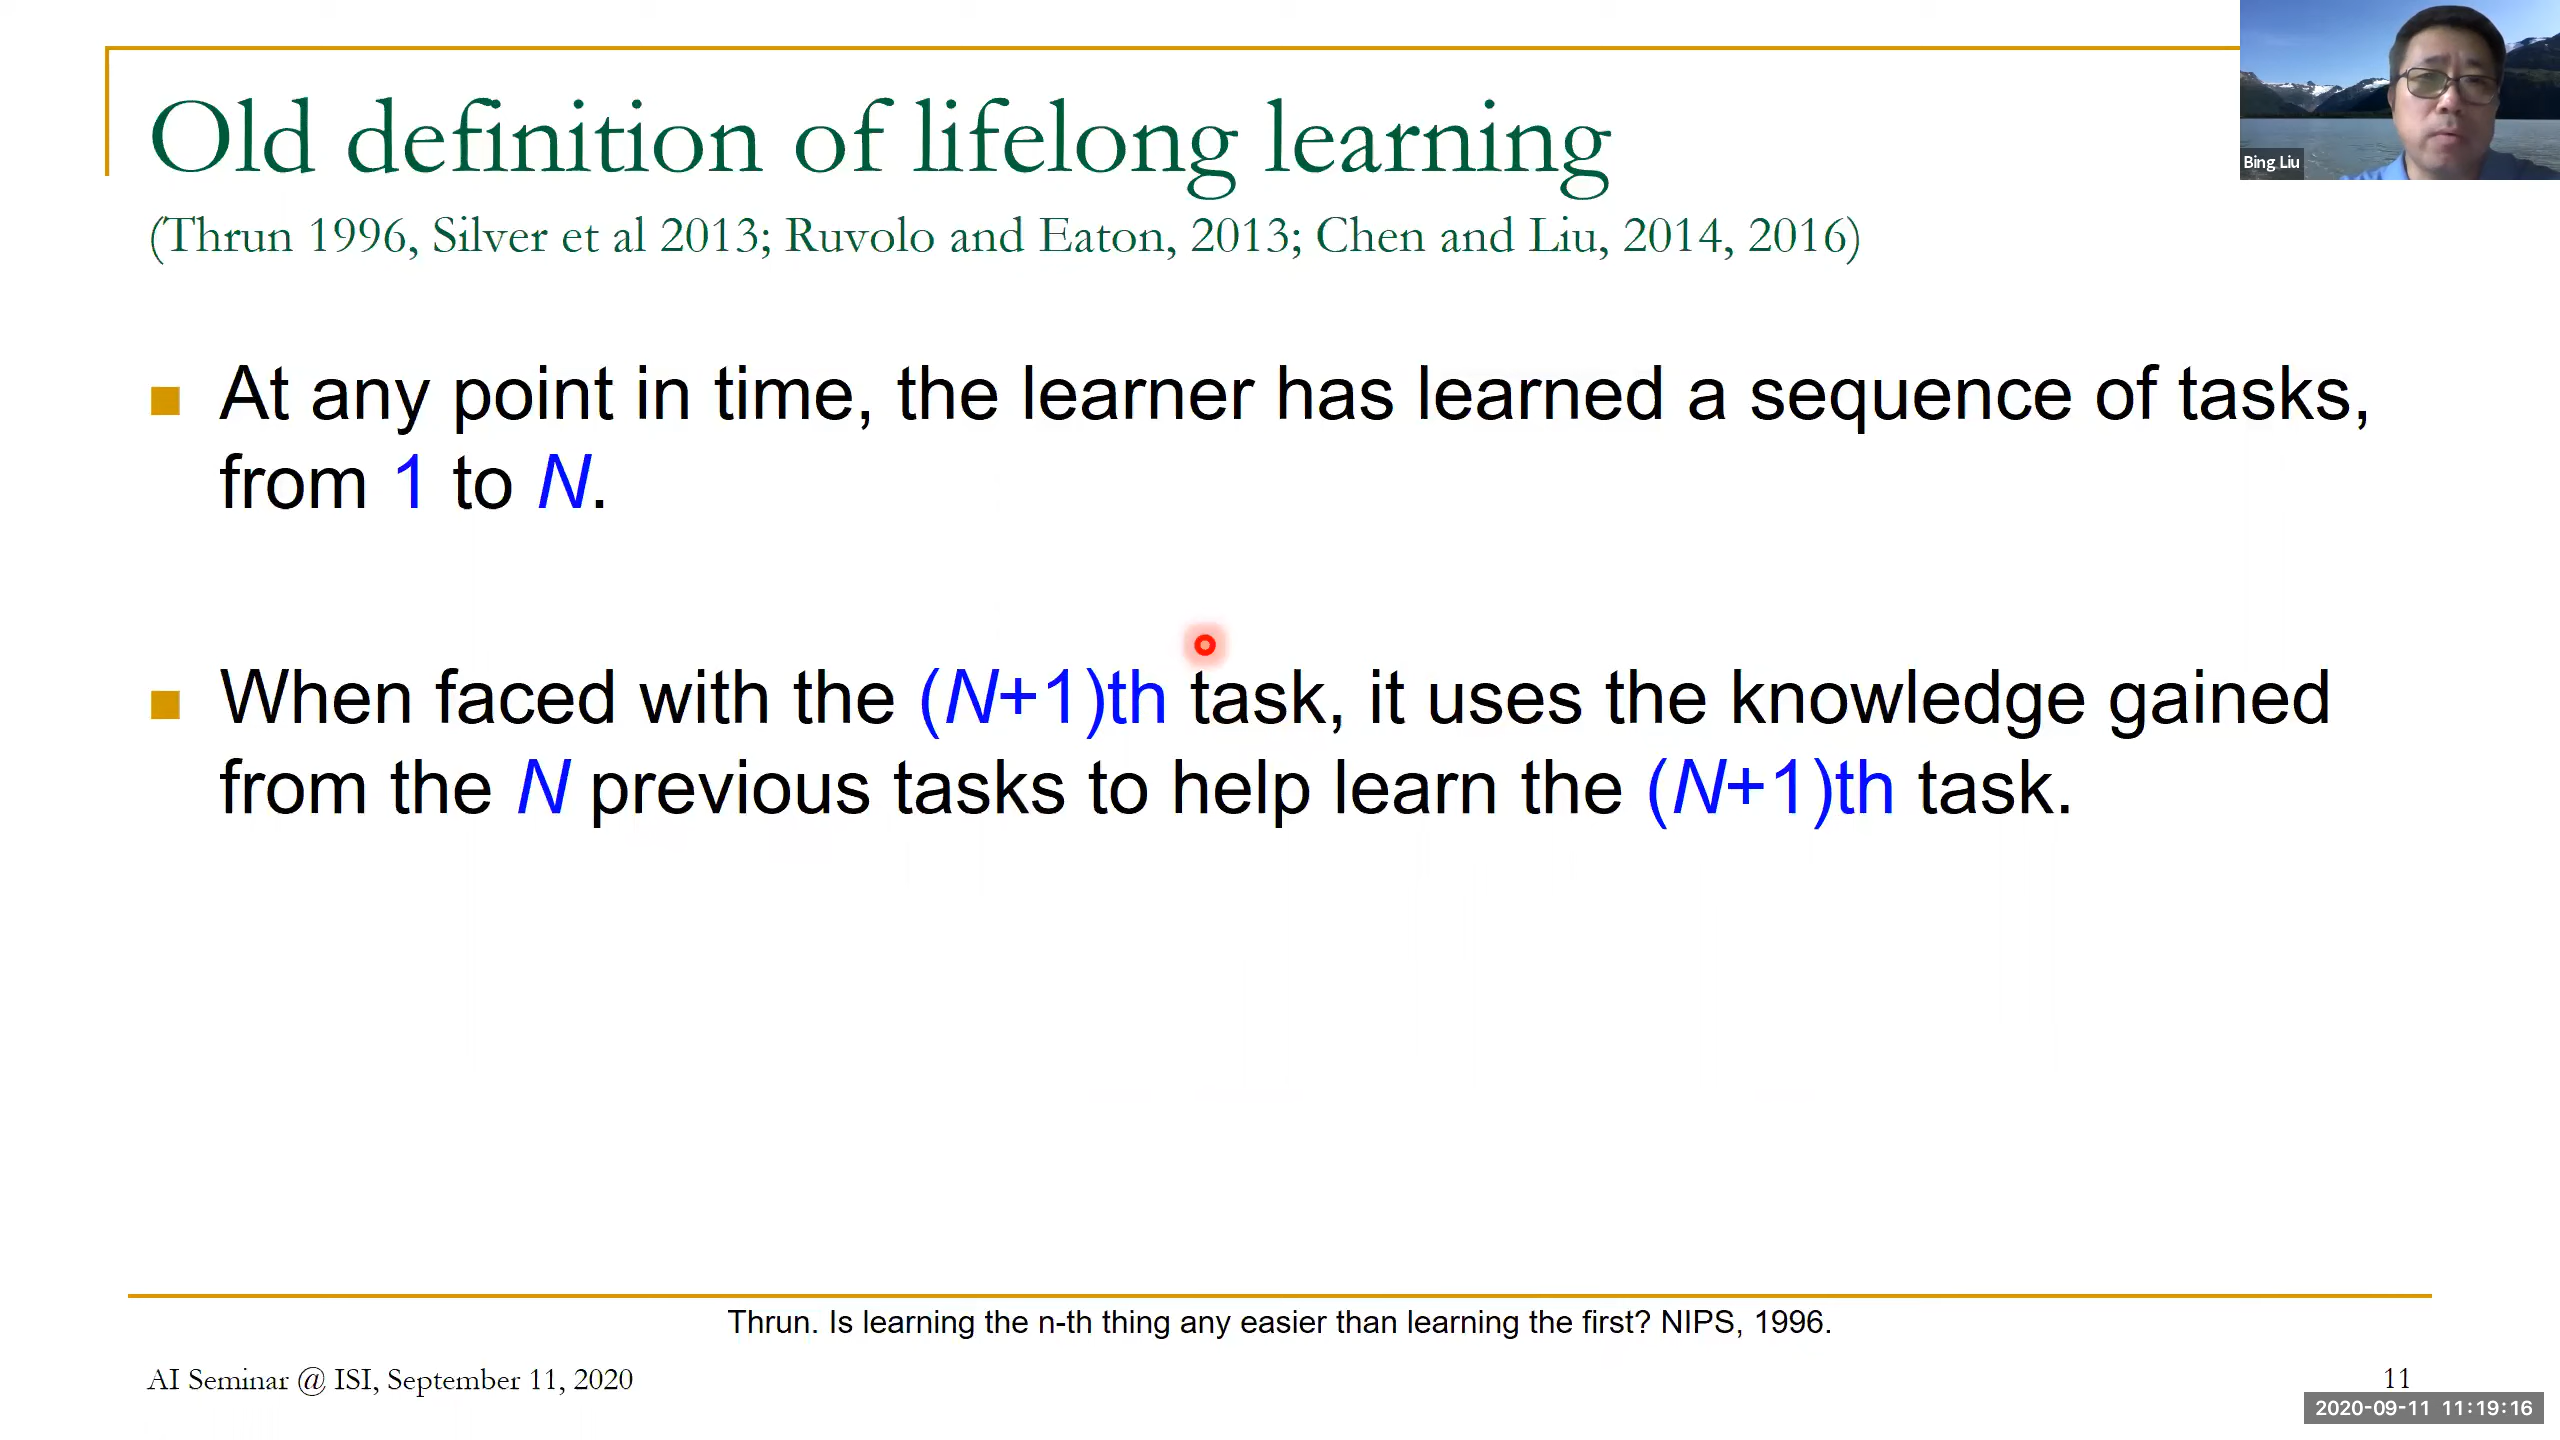 Old definition of lifelong learning
Bing Liu
(Thrun 1996, Silver et al 2013; Ruvolo and Eaton, 2013; Chen and Liu, 2014, 2016)
At any point in time, the learner has learned a sequence of tasks,
from 1 to N.
When faced with the (N+1)th task, it uses the knowledge gained
from the N previous tasks to help learn the (N+1)th task.
Thrun. Is learning the n-th thing any easier than learning the first? NIPS, 1996.
AI Seminar @ ISI, September 11, 2020
11
2020-09-11 11:19:16